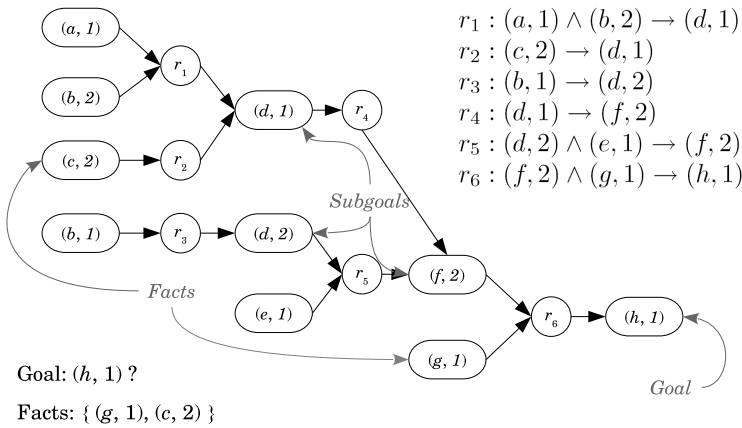 (a, 1)
(b, 2)
r1
(c, 2)
r2
(d, 1)
r4
r1 : (a, 1) ∧ (b, 2) → (d, 1)
r2 : (c, 2) → (d, 1)
r3 : (b, 1) → (d, 2)
r4 : (d, 1) → (f, 2)
r5 : (d, 2) ∧ (e, 1) → (f, 2)
r6 : (f, 2) ∧ (g, 1) → (h, 1)
Subgoals
(b, 1)
r3
(d, 2)
r5
(f, 2)
Facts
(e, 1)
r6
(h, 1)
(g, 1)
Goal
Goal: (h, 1) ?
Facts: { (g, 1), (c, 2) }